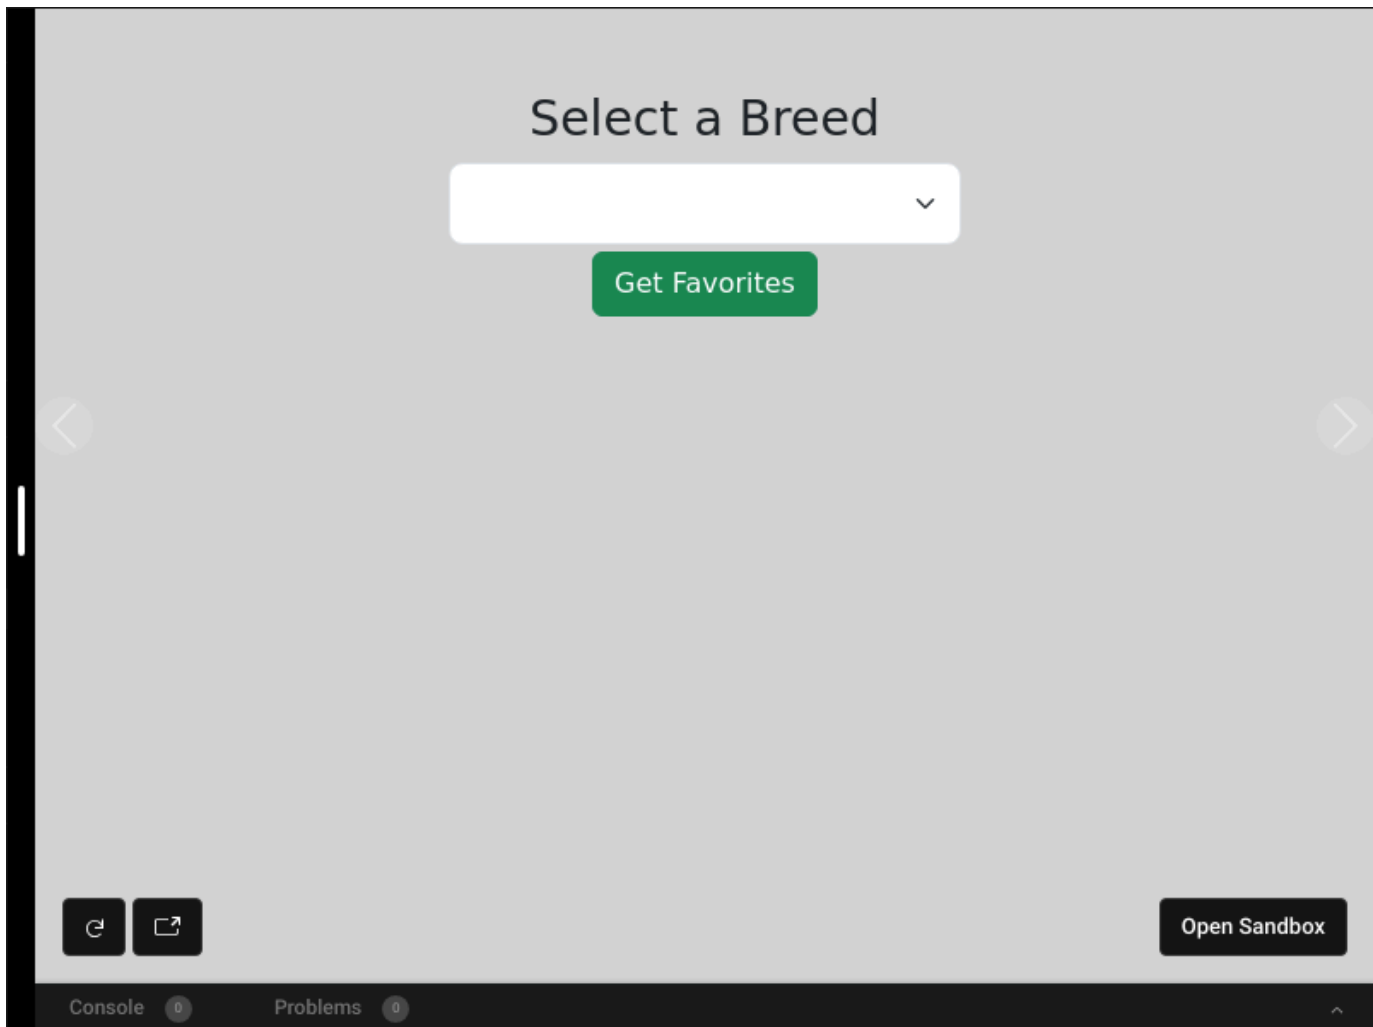 Select a Breed
Get Favorites
Open Sandbox
Console 0 Problems 0